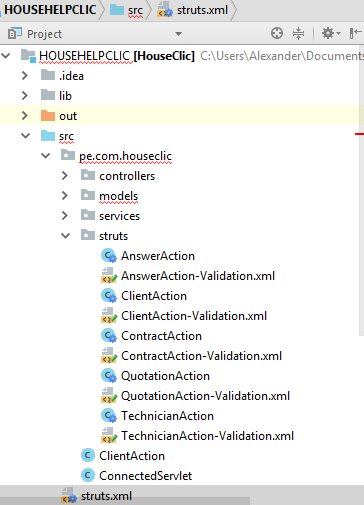 HOUSEHELPCLIC src struts.xml
Project
HOUSEHELPCLIC [HouseClic] C:\Users\Alexander\Documents
.idea
lib
out
src
pe.com.houseclic
controllers
models
services
struts
AnswerAction
AnswerAction-Validation.xml
ClientAction
ClientAction-Validation.xml
ContractAction
ContractAction-Validation.xml
QuotationAction
QuotationAction-Validation.xml
TechnicianAction
TechnicianAction-Validation.xml
ClientAction
ConnectedServlet
struts.xml